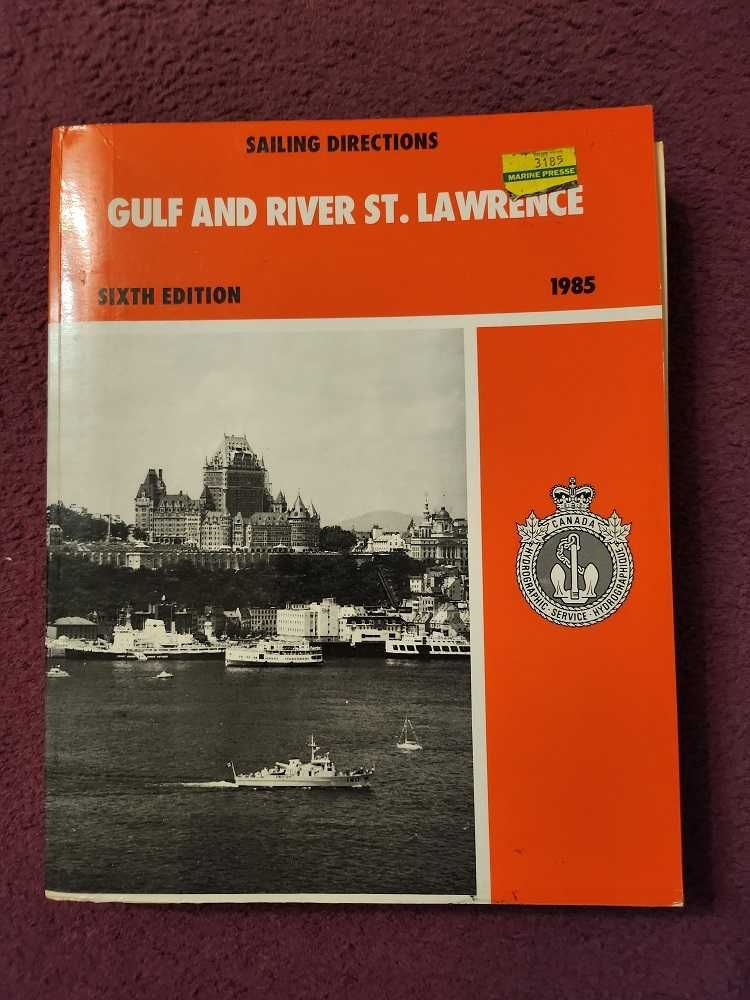 SAILING DIRECTIONS
3185
MARINE PRESSE
GULF AND RIVER ST. LAWRENCE
SIXTH EDITION
1985
CANADA
HYDROGRAPHIC · SERVICE · HYDROGRAPHIQUE